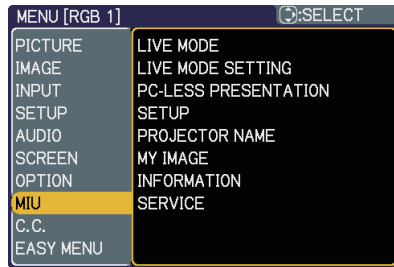 MENU [RGB 1] :SELECT
PICTURE
IMAGE
INPUT
SETUP
AUDIO
SCREEN
OPTION
MIU
C.C.
EASY MENU
LIVE MODE
LIVE MODE SETTING
PC-LESS PRESENTATION
SETUP
PROJECTOR NAME
MY IMAGE
INFORMATION
SERVICE